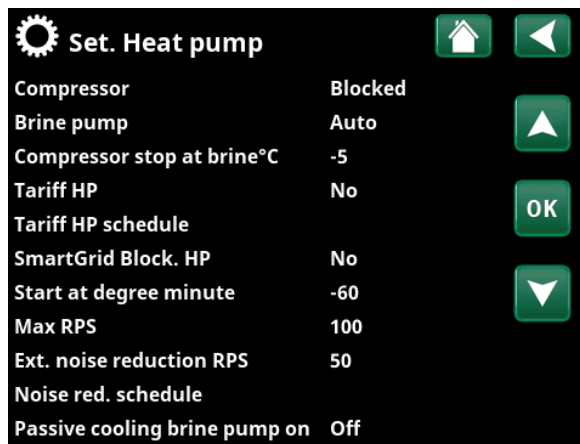 Set. Heat pump
Compressor Blocked
Brine pump Auto
Compressor stop at brine°C -5
Tariff HP No
Tariff HP schedule
OK
SmartGrid Block. HP No
Start at degree minute -60
Max RPS 100
Ext. noise reduction RPS 50
Noise red. schedule
Passive cooling brine pump on Off